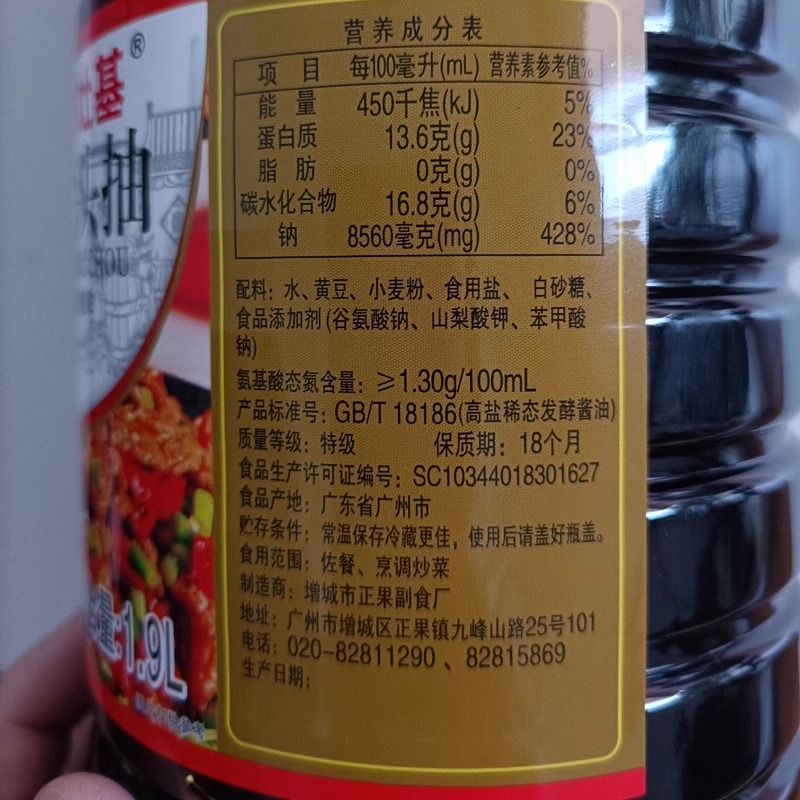 基®
抽
HOU
1.9L
营养成分表
项 目 每100毫升(mL) 营养素参考值%
能 量 450千焦(kJ) 5%
蛋白质 13.6克(g) 23%
脂 肪 0克(g) 0%
碳水化合物 16.8克(g) 6%
钠 8560毫克(mg) 428%
配料：水、黄豆、小麦粉、食用盐、 白砂糖、
食品添加剂(谷氨酸钠、山梨酸钾、苯甲酸
钠)
氨基酸态氮含量：≥1.30g/100mL
产品标准号：GB/T 18186(高盐稀态发酵酱油)
质量等级：特级 保质期：18个月
食品生产许可证编号：SC10344018301627
食品产地：广东省广州市
贮存条件：常温保存冷藏更佳，使用后请盖好瓶盖。
食用范围：佐餐、烹调炒菜
制造商：增城市正果副食厂
地址：广州市增城区正果镇九峰山路25号101
电话：020-82811290 、82815869
生产日期：